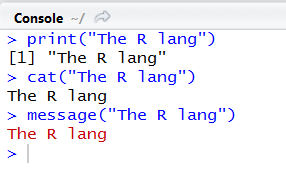 Console ~/
> print("The R lang")
[1] "The R lang"
> cat("The R lang")
The R lang
> message("The R lang")
The R lang
>